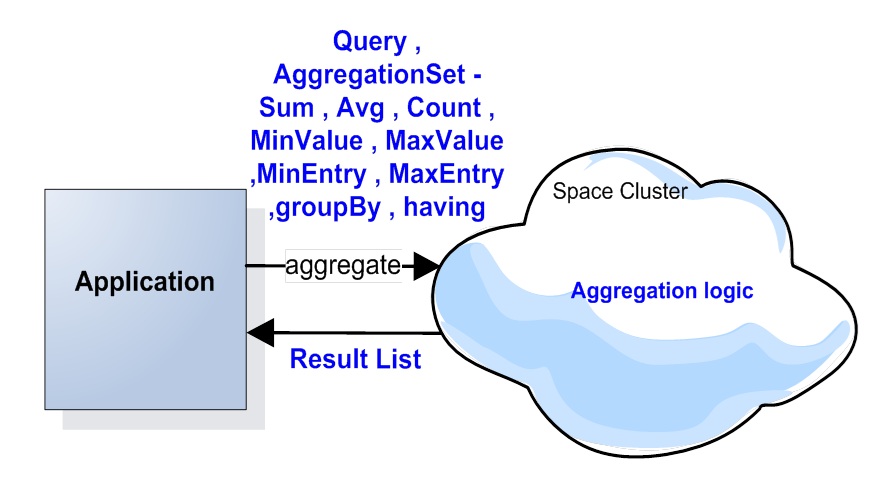 Query ,
AggregationSet -
Sum , Avg , Count ,
MinValue , MaxValue
,MinEntry , MaxEntry
,groupBy , having
Space Cluster
Application
aggregate
Aggregation logic
Result List